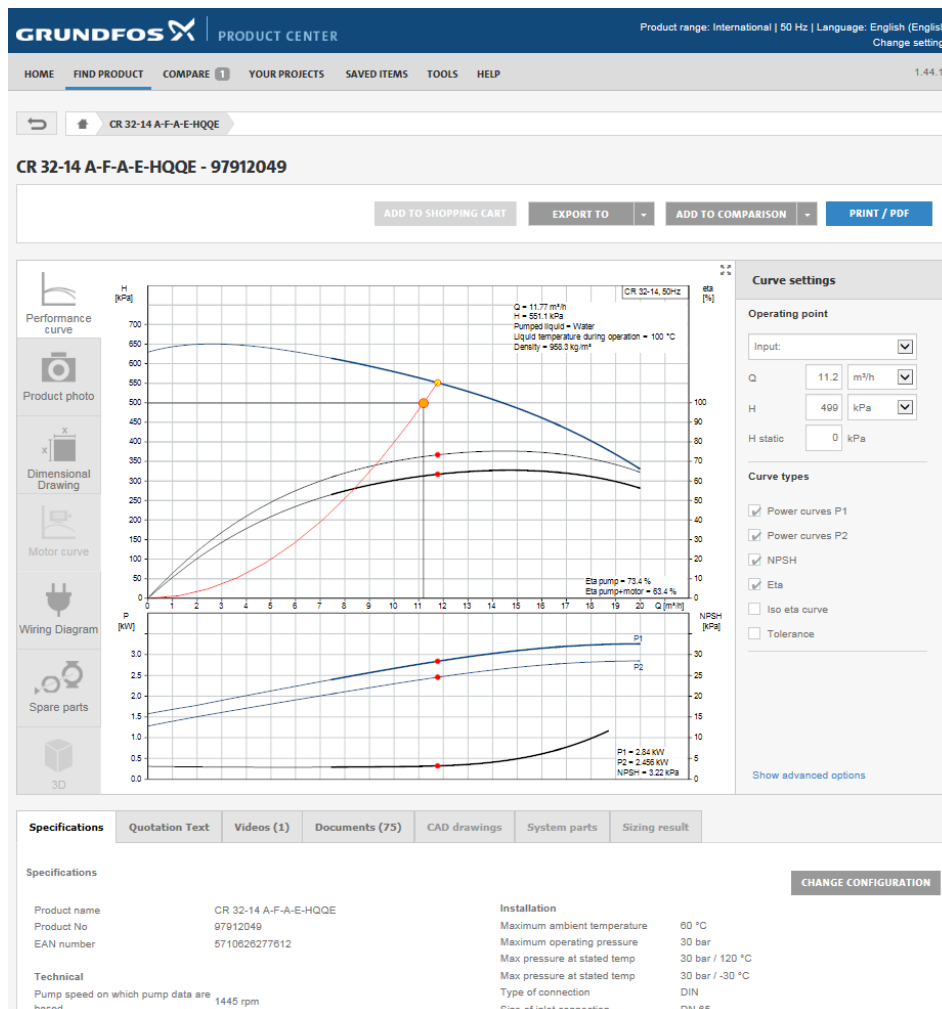 GRUNDFOS X PRODUCT CENTER
Product range: International | 50 Hz | Language: English (English
Change setting
HOME FIND PRODUCT COMPARE 1 YOUR PROJECTS SAVED ITEMS TOOLS HELP
1.44.1
CR 32-14 A-F-A-E-HQQE
CR 32-14 A-F-A-E-HQQE - 97912049
ADD TO SHOPPING CART EXPORT TO ADD TO COMPARISON PRINT / PDF
Performance
curve
Product photo
x
x
Dimensional
Drawing
Motor curve
Wiring Diagram
Spare parts
3D
H
[kPa]
CR 32-14, 50Hz
eta
[%]
Q = 11.77 m³/h
H = 551.1 kPa
Pumped liquid = Water
Liquid temperature during operation = 100 °C
Density = 958.3 kg/m³
700
650
600
550
500
450
400
350
300
250
200
150
100
50
0
100
90
80
70
60
50
40
30
20
10
0
Eta pump = 73.4 %
Eta pump+motor = 63.4 %
0 1 2 3 4 5 6 7 8 9 10 11 12 13 14 15 16 17 18 19 20 Q [m³/h]
P
[kW]
NPSH
[kPa]
3.0
2.5
2.0
1.5
1.0
0.5
0.0
30
25
20
15
10
5
0
P1
P2
P1 = 2.84 kW
P2 = 2.456 kW
NPSH = 3.22 kPa
Curve settings
Operating point
Input:
Q 11.2 m³/h
H 499 kPa
H static 0 kPa
Curve types
Power curves P1
Power curves P2
NPSH
Eta
Iso eta curve
Tolerance
Show advanced options
Specifications Quotation Text Videos (1) Documents (75) CAD drawings System parts Sizing result
Specifications
CHANGE CONFIGURATION
Product name CR 32-14 A-F-A-E-HQQE
Product No 97912049
EAN number 5710626277612
Technical
Pump speed on which pump data are
based 1445 rpm
Installation
Maximum ambient temperature 60 °C
Maximum operating pressure 30 bar
Max pressure at stated temp 30 bar / 120 °C
Max pressure at stated temp 30 bar / -30 °C
Type of connection DIN
Size of inlet connection DN 65